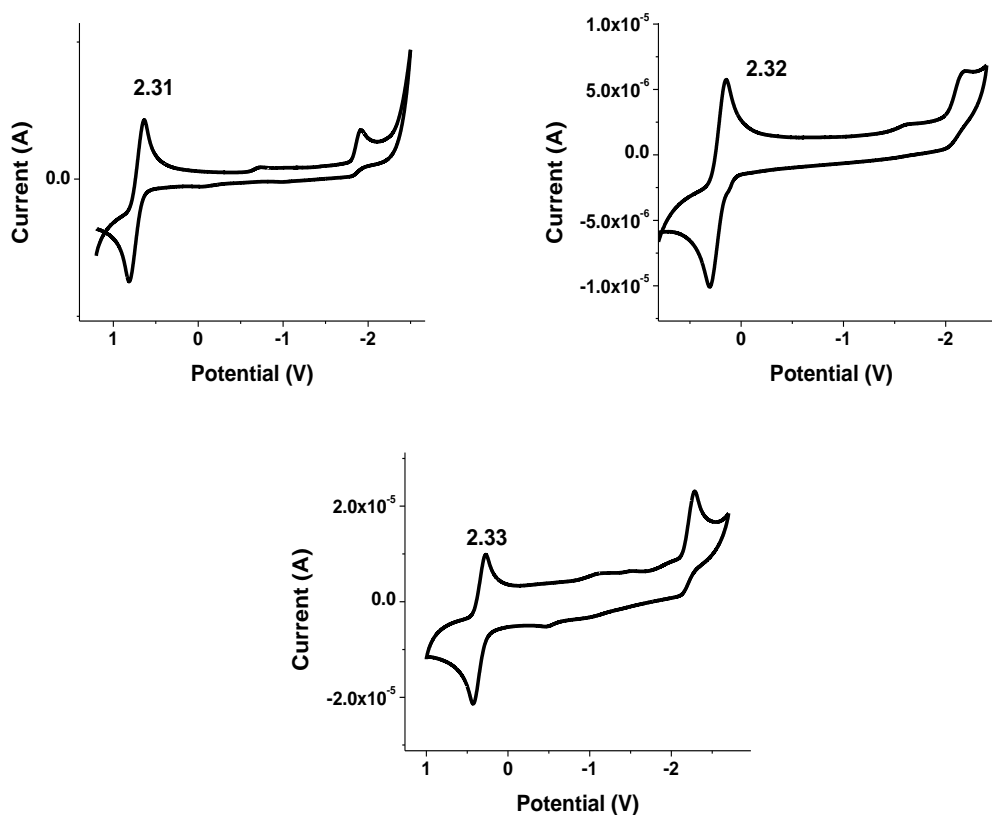 2.31
0.0
Current (A)
1
0
-1
-2
Potential (V)
1.0x10⁻⁵
5.0x10⁻⁶
0.0
-5.0x10⁻⁶
-1.0x10⁻⁵
2.32
Current (A)
0
-1
-2
Potential (V)
2.0x10⁻⁵
0.0
-2.0x10⁻⁵
2.33
Current (A)
1
0
-1
-2
Potential (V)